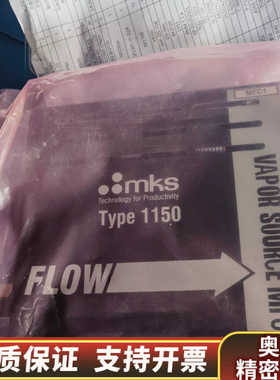 MFC1
mks
Technology for Productivity
Type 1150
FLOW
VAPOR SOURCE
奥
精密
质保证 支持开票